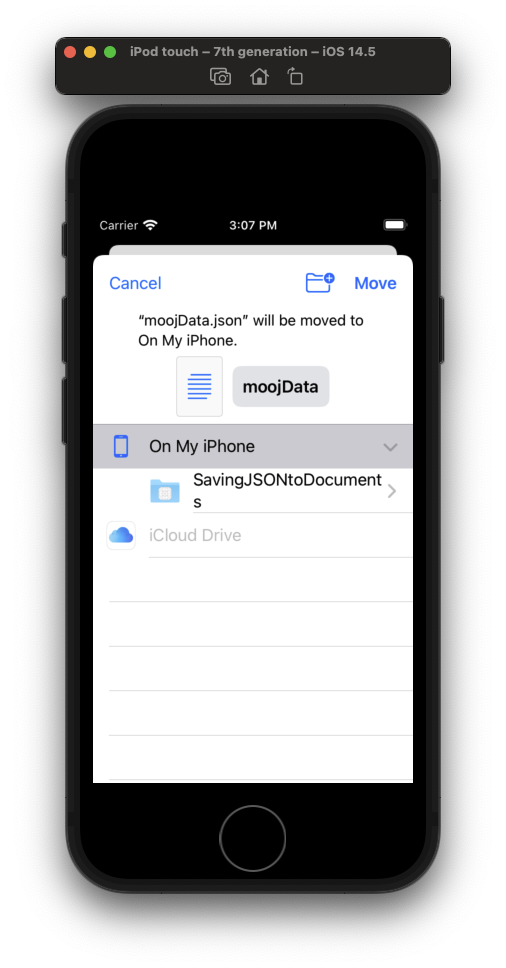 iPod touch – 7th generation – iOS 14.5
Carrier 3:07 PM
Cancel Move
“moojData.json” will be moved to
On My iPhone.
moojData
On My iPhone
SavingJSONtoDocument
s
iCloud Drive